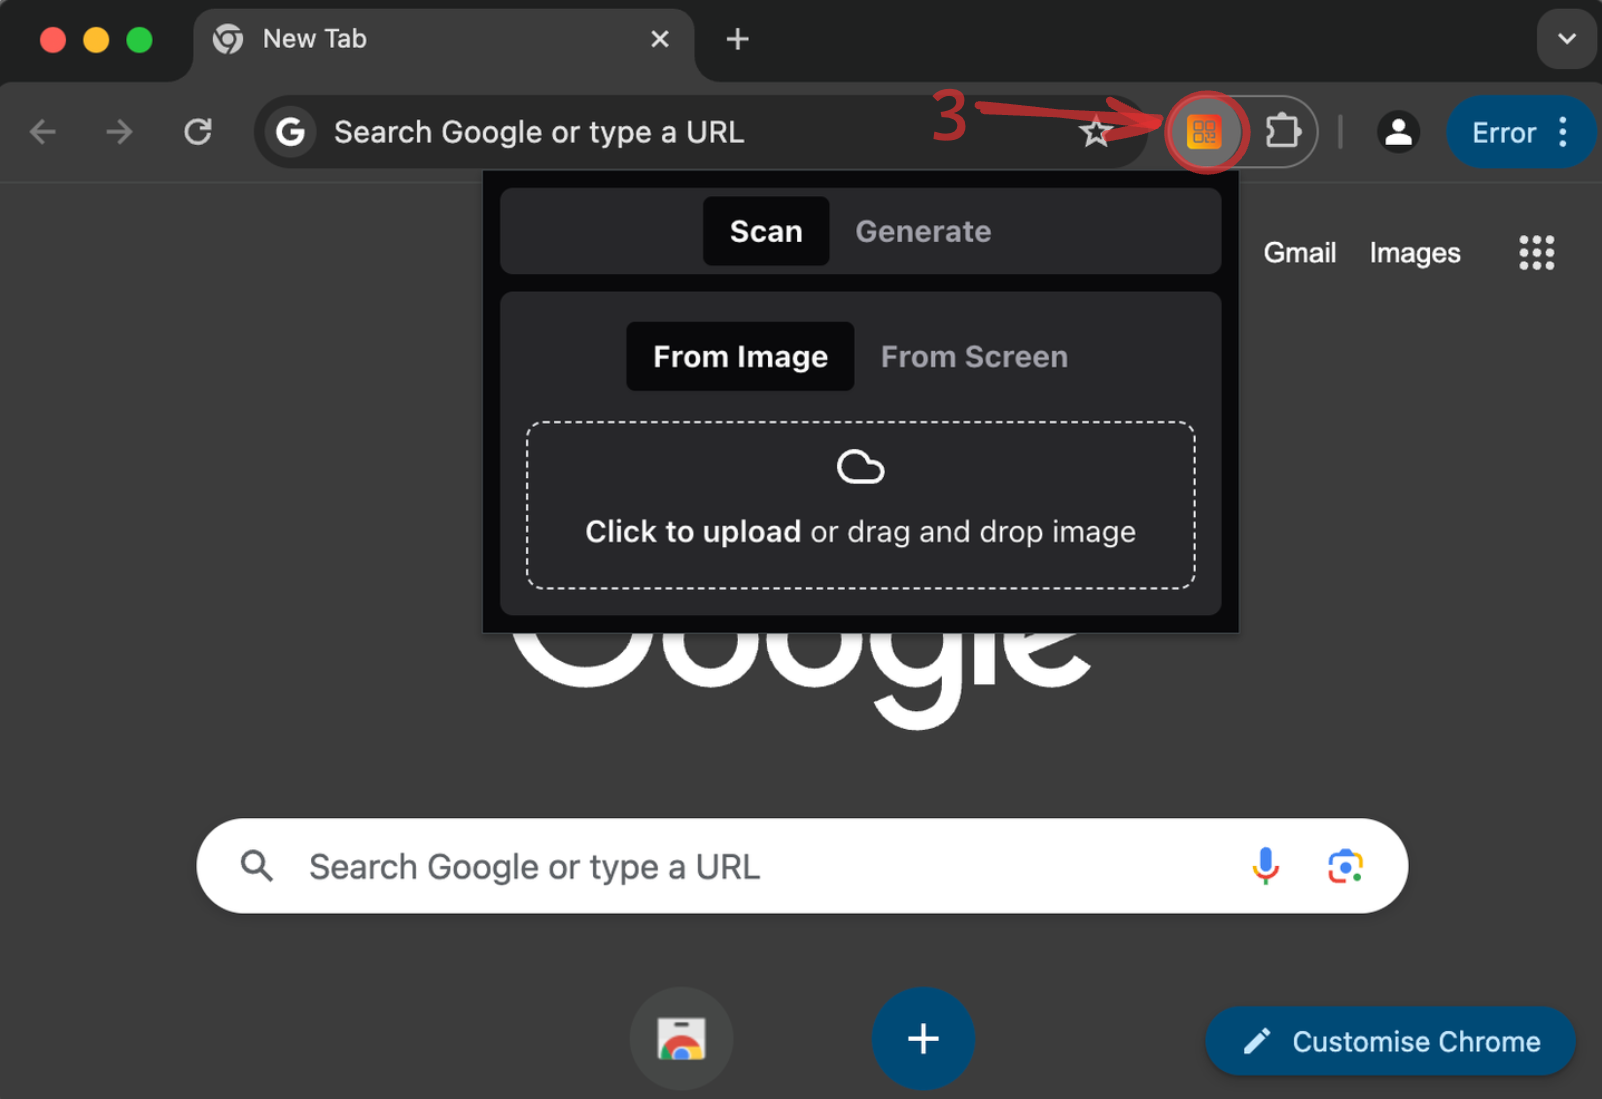 New Tab
Search Google or type a URL
3
Error
Scan Generate
Gmail Images
From Image From Screen
Click to upload or drag and drop image
Google
Search Google or type a URL
Customise Chrome